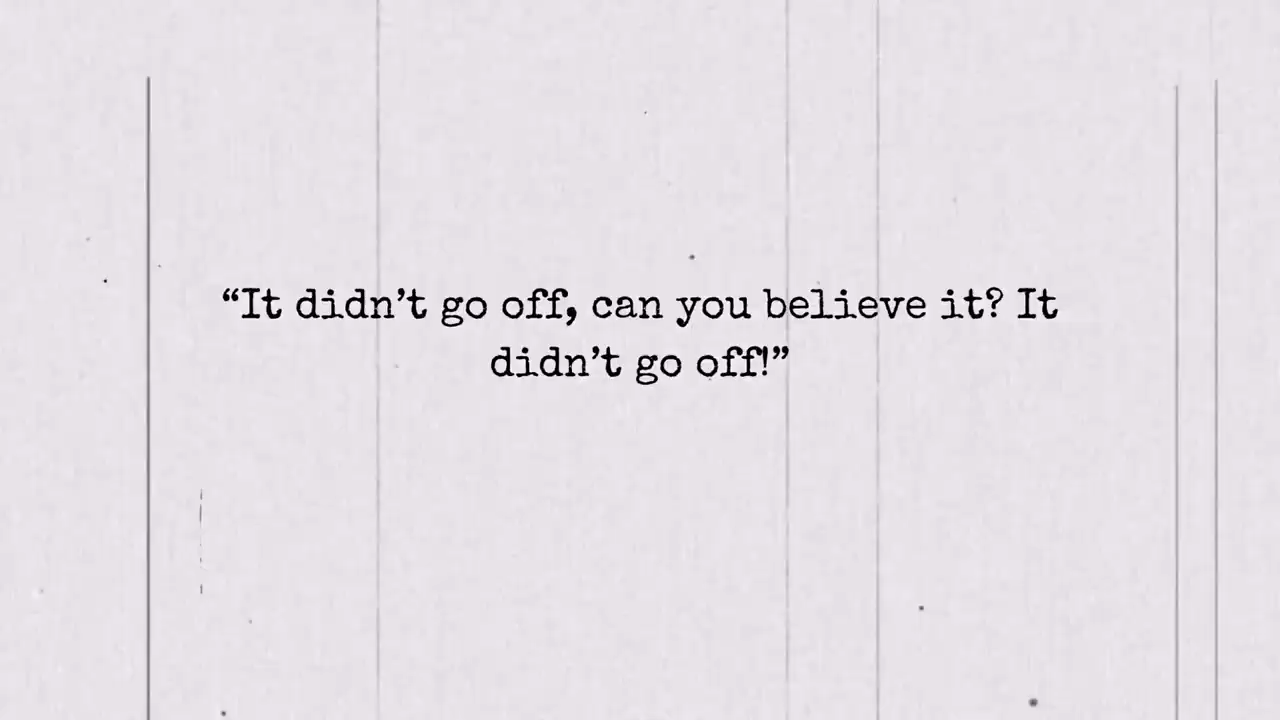 “It didn’t go off, can you believe it? It
didn’t go off!”